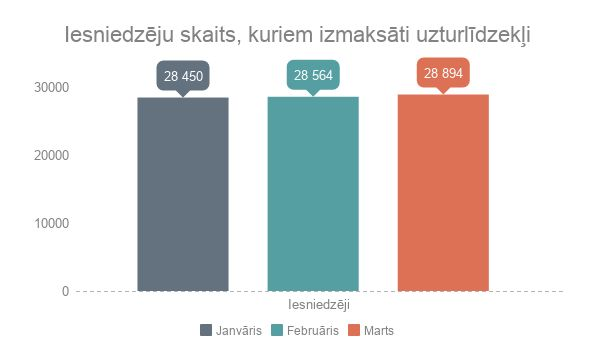 Iesniedzēju skaits, kuriem izmaksāti uzturlīdzekļi
28 450
28 564
28 894
30000
20000
10000
0
Iesniedzēji
Janvāris Februāris Marts